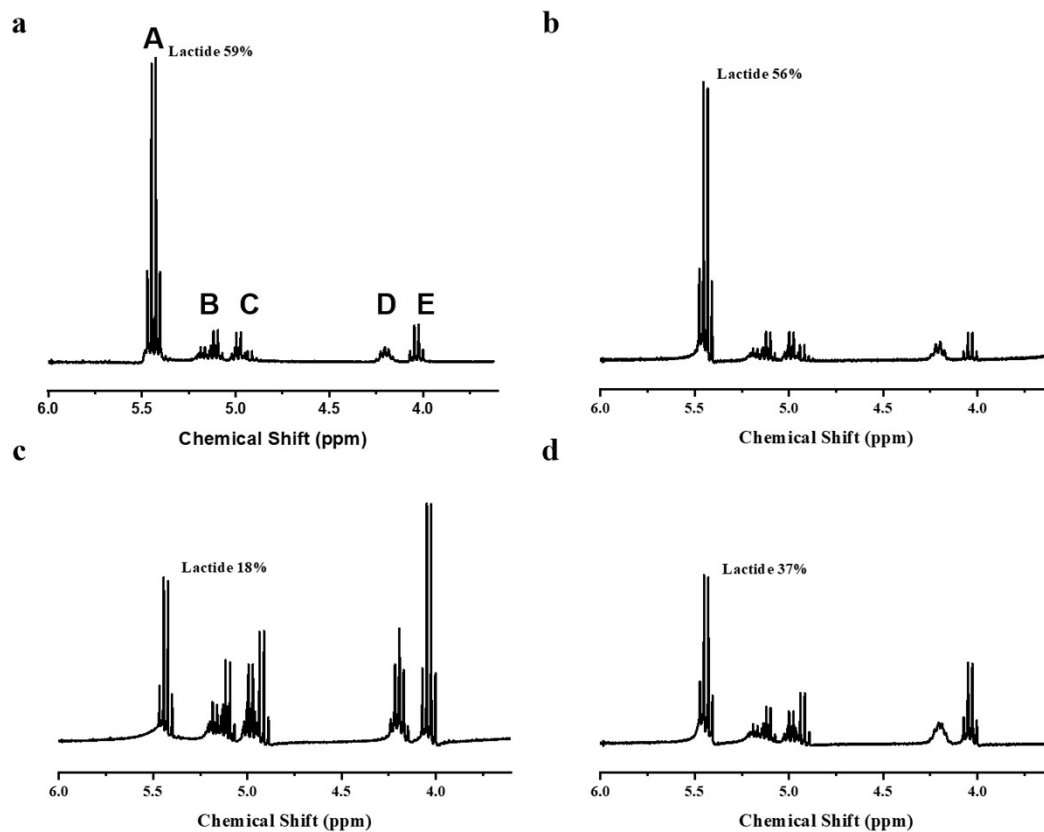 a
A
Lactide 59%
B C D E
6.0 5.5 5.0 4.5 4.0
Chemical Shift (ppm)
b
Lactide 56%
6.0 5.5 5.0 4.5 4.0
Chemical Shift (ppm)
c
Lactide 18%
6.0 5.5 5.0 4.5 4.0
Chemical Shift (ppm)
d
Lactide 37%
6.0 5.5 5.0 4.5 4.0
Chemical Shift (ppm)